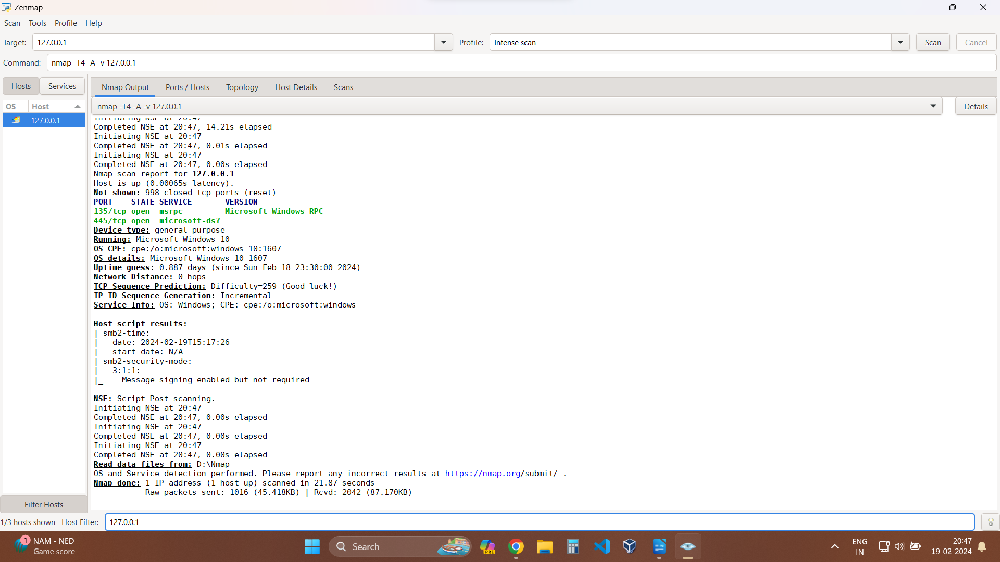 Zenmap
Scan Tools Profile Help
Target: 127.0.0.1 Profile: Intense scan Scan Cancel
Command: nmap -T4 -A -v 127.0.0.1
Hosts Services Nmap Output Ports / Hosts Topology Host Details Scans
OS Host nmap -T4 -A -v 127.0.0.1 Details
127.0.0.1
Initiating NSE at 20:47
Completed NSE at 20:47, 14.21s elapsed
Initiating NSE at 20:47
Completed NSE at 20:47, 0.01s elapsed
Initiating NSE at 20:47
Completed NSE at 20:47, 0.00s elapsed
Nmap scan report for 127.0.0.1
Host is up (0.00065s latency).
Not shown: 998 closed tcp ports (reset)
PORT    STATE SERVICE       VERSION
135/tcp open  msrpc         Microsoft Windows RPC
445/tcp open  microsoft-ds?
Device type: general purpose
Running: Microsoft Windows 10
OS CPE: cpe:/o:microsoft:windows_10:1607
OS details: Microsoft Windows 10 1607
Uptime guess: 0.887 days (since Sun Feb 18 23:30:00 2024)
Network Distance: 0 hops
TCP Sequence Prediction: Difficulty=259 (Good luck!)
IP ID Sequence Generation: Incremental
Service Info: OS: Windows; CPE: cpe:/o:microsoft:windows
Host script results:
| smb2-time:
|   date: 2024-02-19T15:17:26
|_  start_date: N/A
| smb2-security-mode:
|   3:1:1:
|_    Message signing enabled but not required
NSE: Script Post-scanning.
Initiating NSE at 20:47
Completed NSE at 20:47, 0.00s elapsed
Initiating NSE at 20:47
Completed NSE at 20:47, 0.00s elapsed
Initiating NSE at 20:47
Completed NSE at 20:47, 0.00s elapsed
Read data files from: D:\Nmap
OS and Service detection performed. Please report any incorrect results at https://nmap.org/submit/ .
Nmap done: 1 IP address (1 host up) scanned in 21.87 seconds
Raw packets sent: 1016 (45.418KB) | Rcvd: 2042 (87.170KB)
Filter Hosts
1/3 hosts shown Host Filter: 127.0.0.1
1 NAM - NED
Game score
Search
PRE
ENG
IN
20:47
19-02-2024